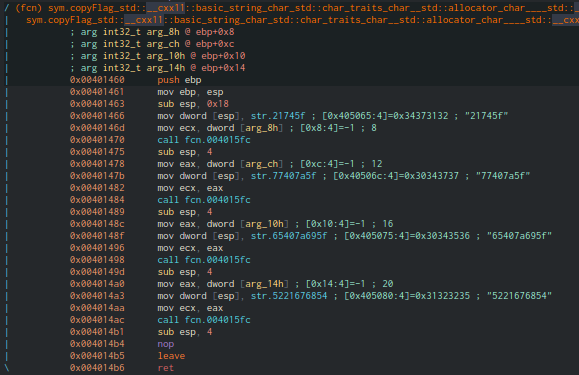 / (fcn) sym.copyFlag_std::__cxx11::basic_string_char_std::char_traits_char__std::allocator_char____std::
sym.copyFlag_std::__cxx11::basic_string_char_std::char_traits_char__std::allocator_char____std::__cxx11::
| ; arg int32_t arg_8h @ ebp+0x8
| ; arg int32_t arg_ch @ ebp+0xc
| ; arg int32_t arg_10h @ ebp+0x10
| ; arg int32_t arg_14h @ ebp+0x14
| 0x00401460 push ebp
| 0x00401461 mov ebp, esp
| 0x00401463 sub esp, 0x18
| 0x00401466 mov dword [esp], str.21745f ; [0x405065:4]=0x34373132 ; "21745f"
| 0x0040146d mov ecx, dword [arg_8h] ; [0x8:4]=-1 ; 8
| 0x00401470 call fcn.004015fc
| 0x00401475 sub esp, 4
| 0x00401478 mov eax, dword [arg_ch] ; [0xc:4]=-1 ; 12
| 0x0040147b mov dword [esp], str.77407a5f ; [0x40506c:4]=0x30343737 ; "77407a5f"
| 0x00401482 mov ecx, eax
| 0x00401484 call fcn.004015fc
| 0x00401489 sub esp, 4
| 0x0040148c mov eax, dword [arg_10h] ; [0x10:4]=-1 ; 16
| 0x0040148f mov dword [esp], str.65407a695f ; [0x405075:4]=0x30343536 ; "65407a695f"
| 0x00401496 mov ecx, eax
| 0x00401498 call fcn.004015fc
| 0x0040149d sub esp, 4
| 0x004014a0 mov eax, dword [arg_14h] ; [0x14:4]=-1 ; 20
| 0x004014a3 mov dword [esp], str.5221676854 ; [0x405080:4]=0x31323235 ; "5221676854"
| 0x004014aa mov ecx, eax
| 0x004014ac call fcn.004015fc
| 0x004014b1 sub esp, 4
| 0x004014b4 nop
| 0x004014b5 leave
\ 0x004014b6 ret